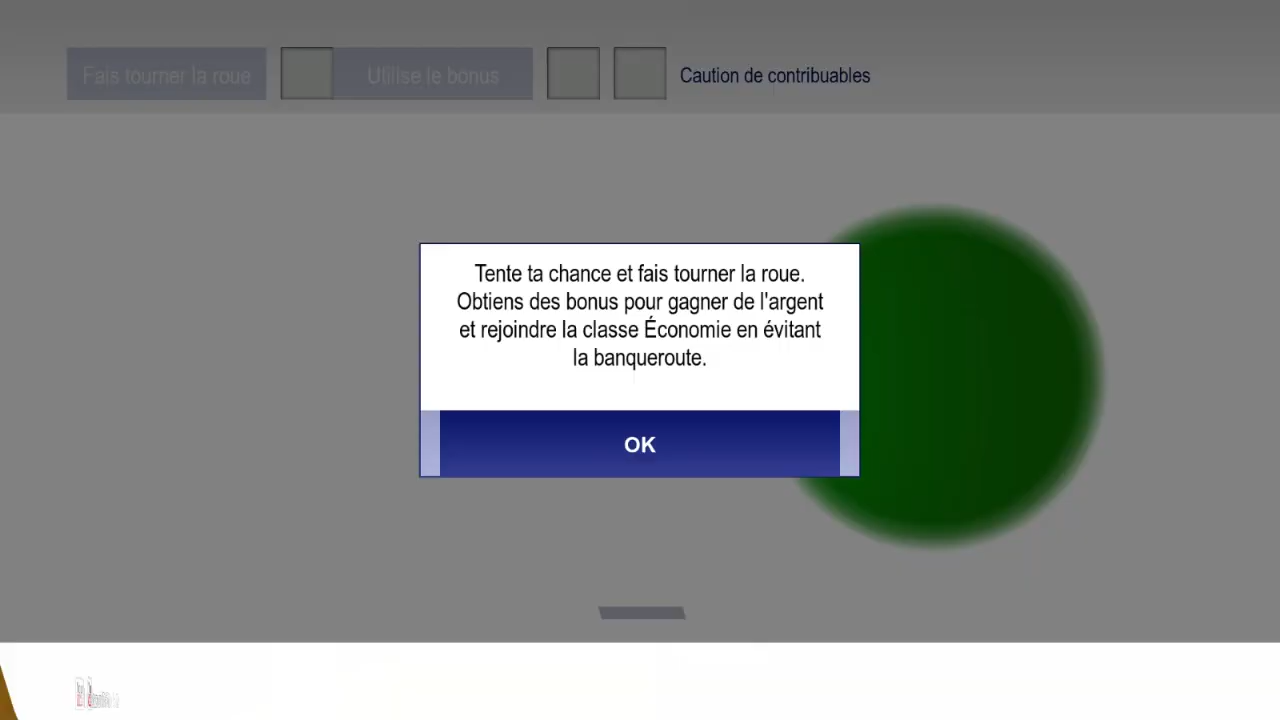 Fais tourner la roue
Utilise le bonus
Caution de contribuables
Tente ta chance et fais tourner la roue.
Obtiens des bonus pour gagner de l'argent
et rejoindre la classe Économie en évitant
la banqueroute.
OK